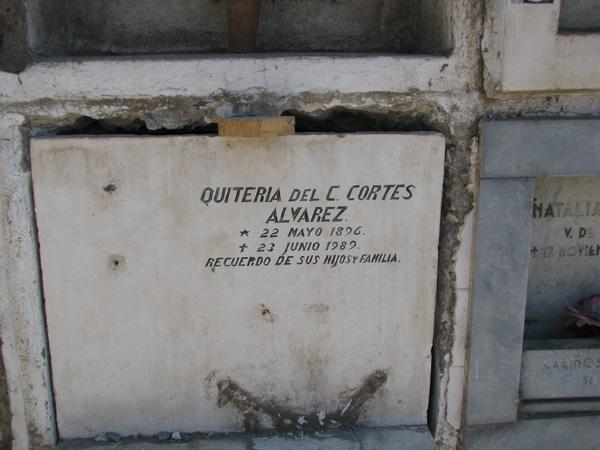 QUITERIA DEL C. CORTES
ALVAREZ.
* 22 MAYO 1896.
+ 23 JUNIO 1989.
RECUERDO DE SUS HIJOS Y FAMILIA.
NATALIA
V. DE
+ 17 NOVIEM
CARIÑOS